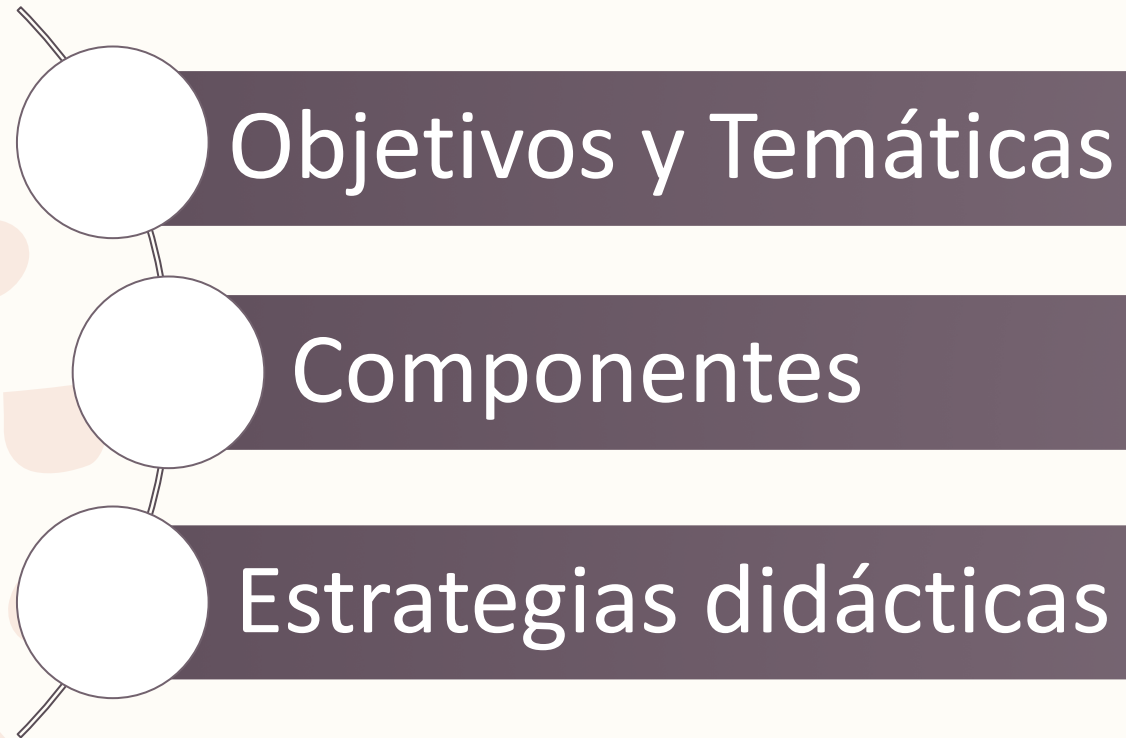 Objetivos y Temáticas
Componentes
Estrategias didácticas